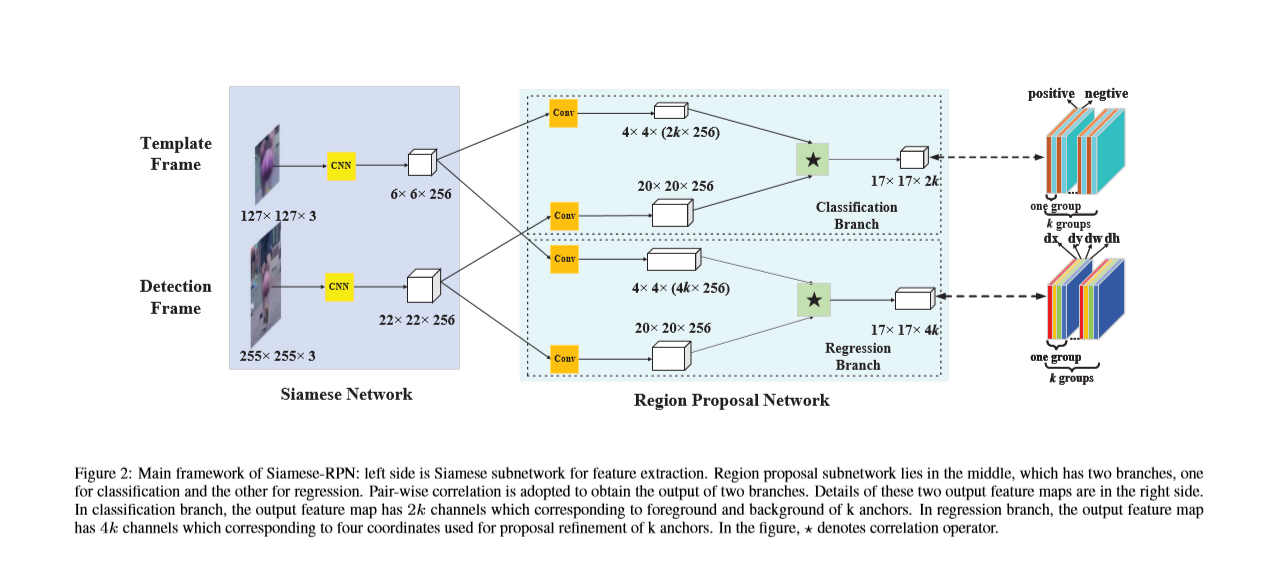 positive negtive
Template
Frame
CNN
6× 6× 256
127× 127× 3
Detection
Frame
CNN
22× 22× 256
255× 255× 3
Siamese Network
Conv
4× 4× (2k× 256)
20× 20× 256
Conv
★
17× 17× 2k
Classification
Branch
Conv
4× 4× (4k× 256)
20× 20× 256
Conv
★
17× 17× 4k
Regression
Branch
Region Proposal Network
one group
k groups
dx dy dw dh
one group
k groups
Figure 2: Main framework of Siamese-RPN: left side is Siamese subnetwork for feature extraction. Region proposal subnetwork lies in the middle, which has two branches, one
for classification and the other for regression. Pair-wise correlation is adopted to obtain the output of two branches. Details of these two output feature maps are in the right side.
In classification branch, the output feature map has 2k channels which corresponding to foreground and background of k anchors. In regression branch, the output feature map
has 4k channels which corresponding to four coordinates used for proposal refinement of k anchors. In the figure, ⋆ denotes correlation operator.